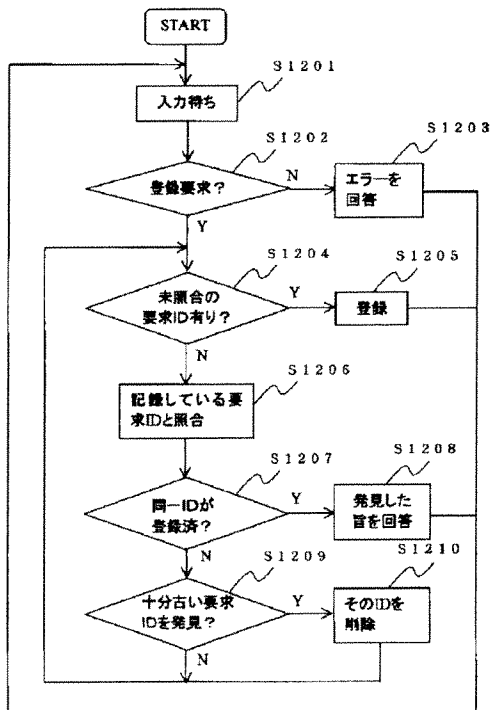 START
S1201
入力待ち
S1202
登録要求？
N
Y
S1203
エラーを
回答
S1204
未照合の
要求ID有り？
Y
N
S1205
登録
S1206
記録している要
求IDと照合
S1207
同一IDが
登録済？
Y
N
S1208
発見した
旨を回答
S1209
十分古い要求
IDを発見？
Y
N
S1210
そのIDを
削除